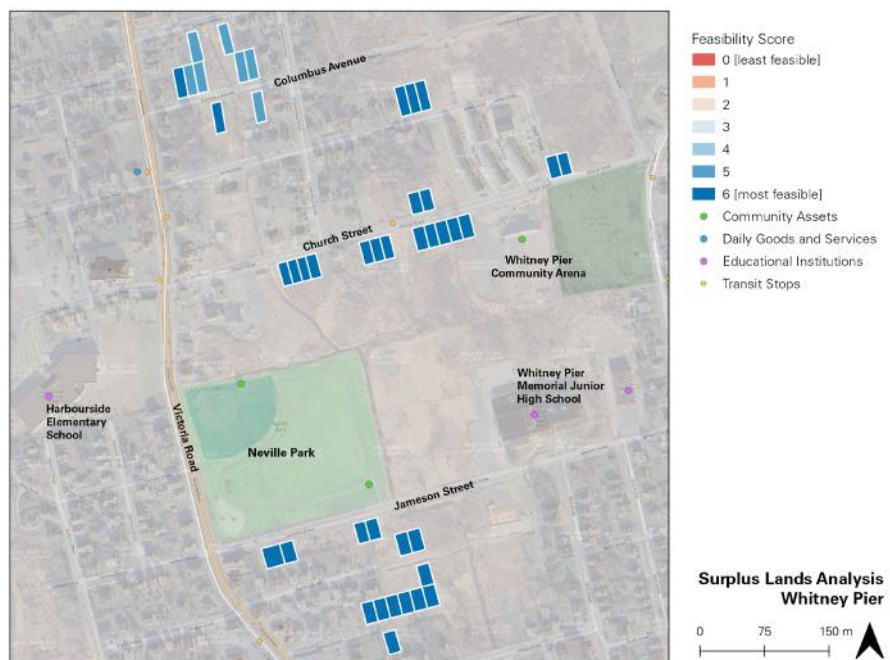 Columbus Avenue
Church Street
Whitney Pier
Community Arena
Harbourside
Elementary
School
Victoria Road
Neville Park
Whitney Pier
Memorial Junior
High School
Jameson Street
Feasibility Score
0 [least feasible]
1
2
3
4
5
6 [most feasible]
Community Assets
Daily Goods and Services
Educational Institutions
Transit Stops
Surplus Lands Analysis
Whitney Pier
0 75 150 m